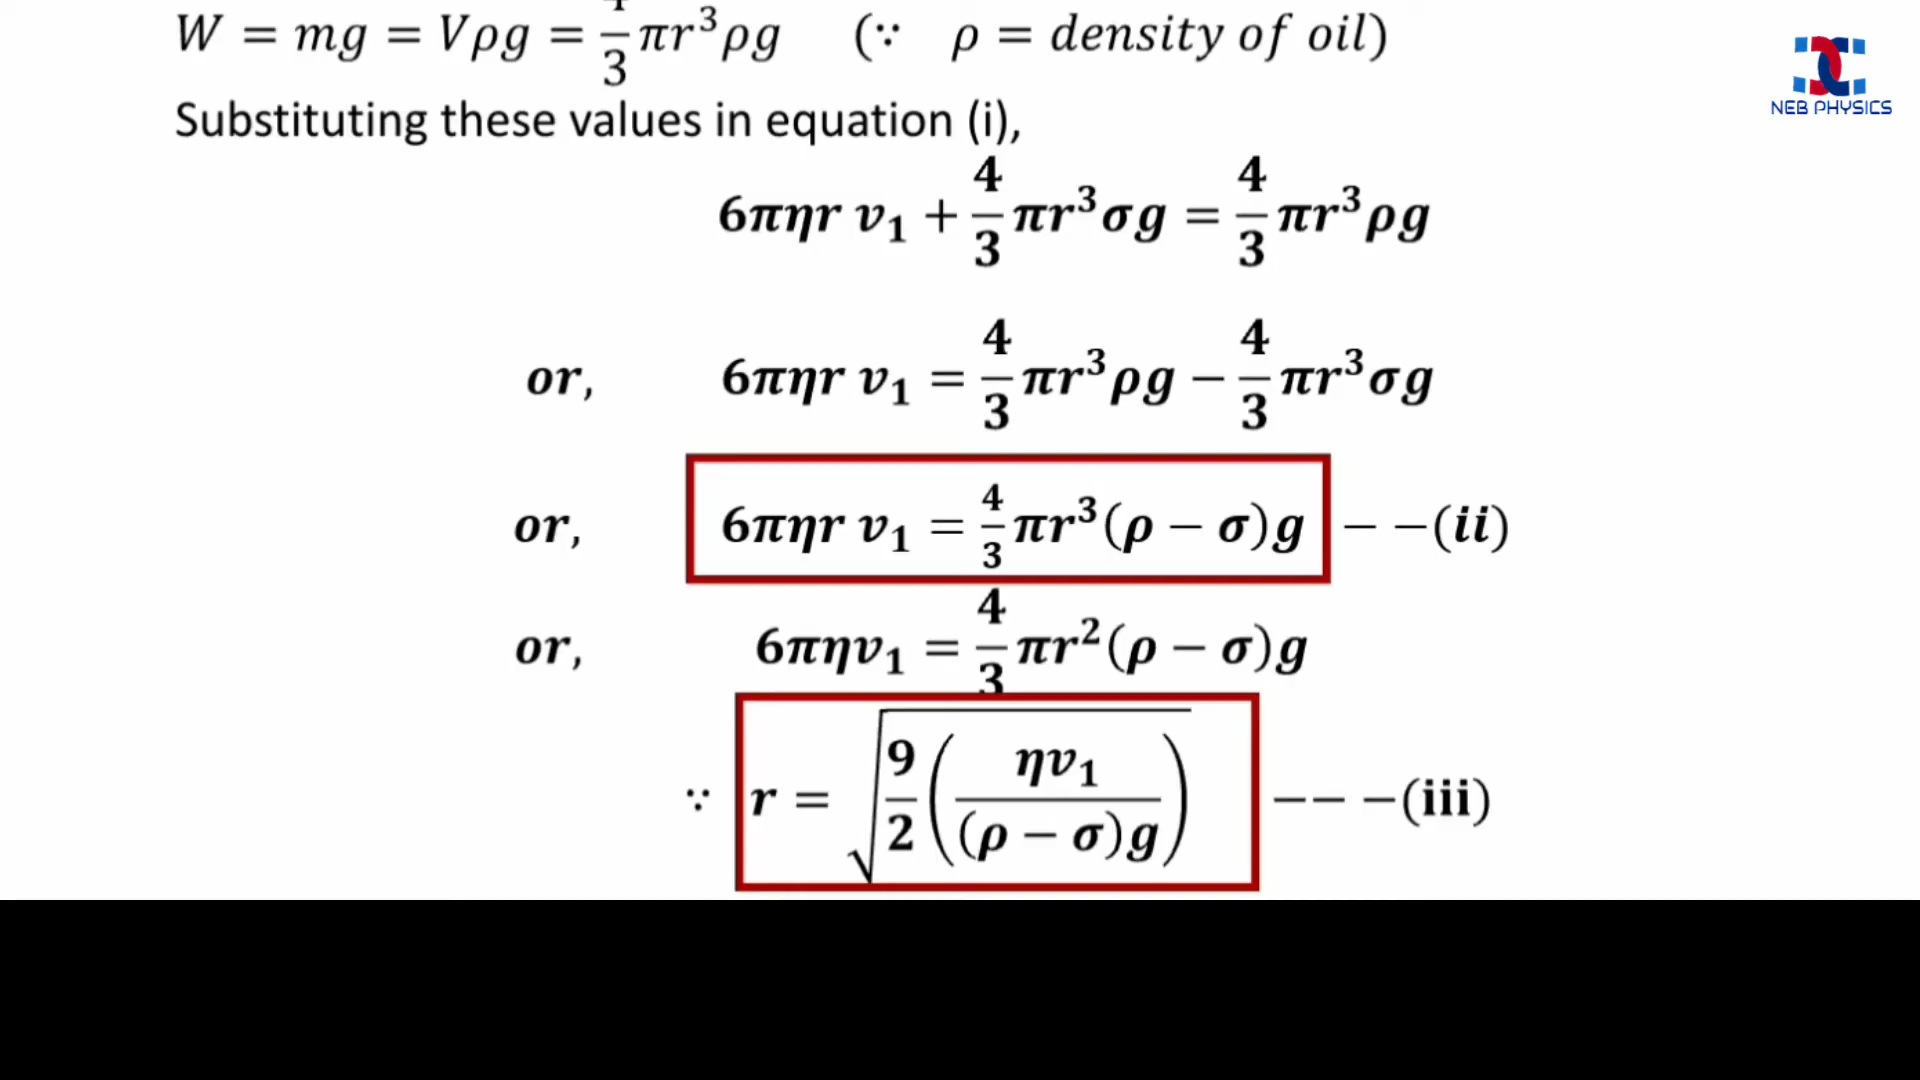 W = mg = Vρg = 4/3 πr³ρg (∵ ρ = density of oil)
NEB PHYSICS
Substituting these values in equation (i),
6πηr v₁ + 4/3 πr³σg = 4/3 πr³ρg
or, 6πηr v₁ = 4/3 πr³ρg − 4/3 πr³σg
or, 6πηr v₁ = 4/3 πr³(ρ − σ)g − −(ii)
or, 6πηv₁ = 4/3 πr²(ρ − σ)g
∵ r = √(9/2 (ηv₁/(ρ − σ)g)) −− −(iii)